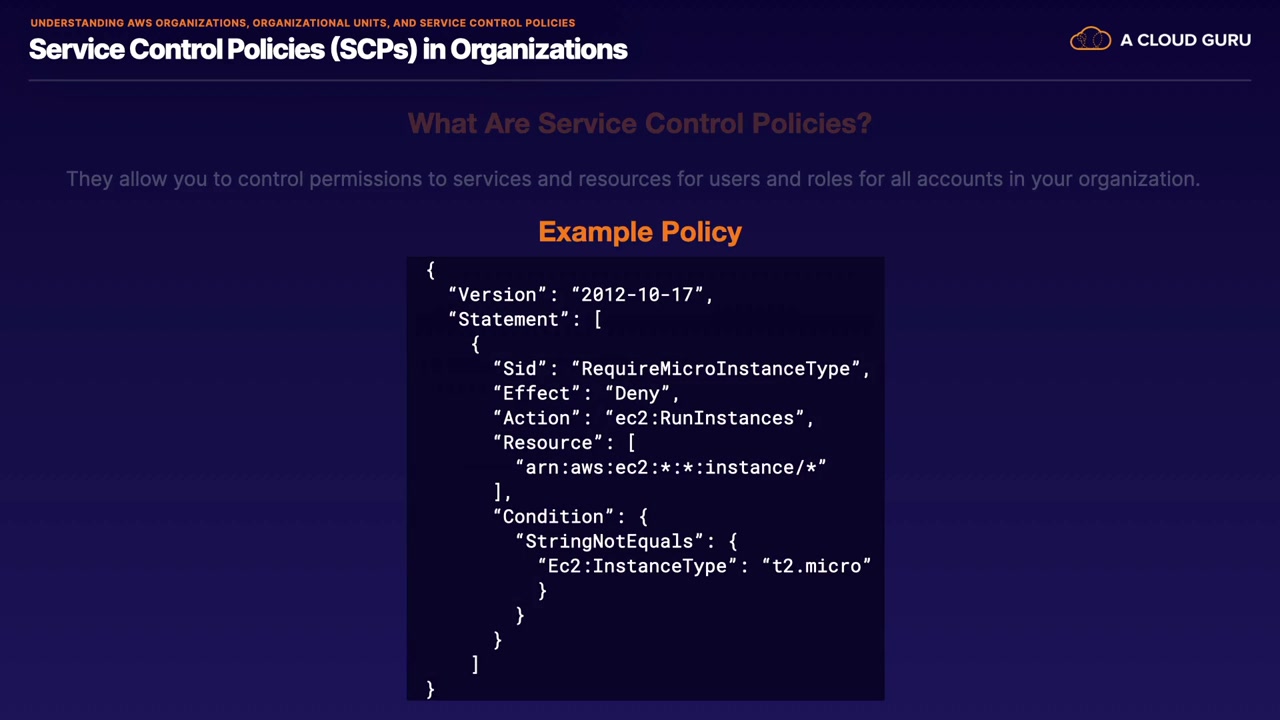 UNDERSTANDING AWS ORGANIZATIONS, ORGANIZATIONAL UNITS, AND SERVICE CONTROL POLICIES
Service Control Policies (SCPs) in Organizations
A CLOUD GURU
What Are Service Control Policies?
They allow you to control permissions to services and resources for users and roles for all accounts in your organization.
Example Policy
{
“Version”: “2012-10-17”,
“Statement”: [
{
“Sid”: “RequireMicroInstanceType”,
“Effect”: “Deny”,
“Action”: “ec2:RunInstances”,
“Resource”: [
“arn:aws:ec2:*:*:instance/*”
],
“Condition”: {
“StringNotEquals”: {
“Ec2:InstanceType”: “t2.micro”
}
}
}
]
}